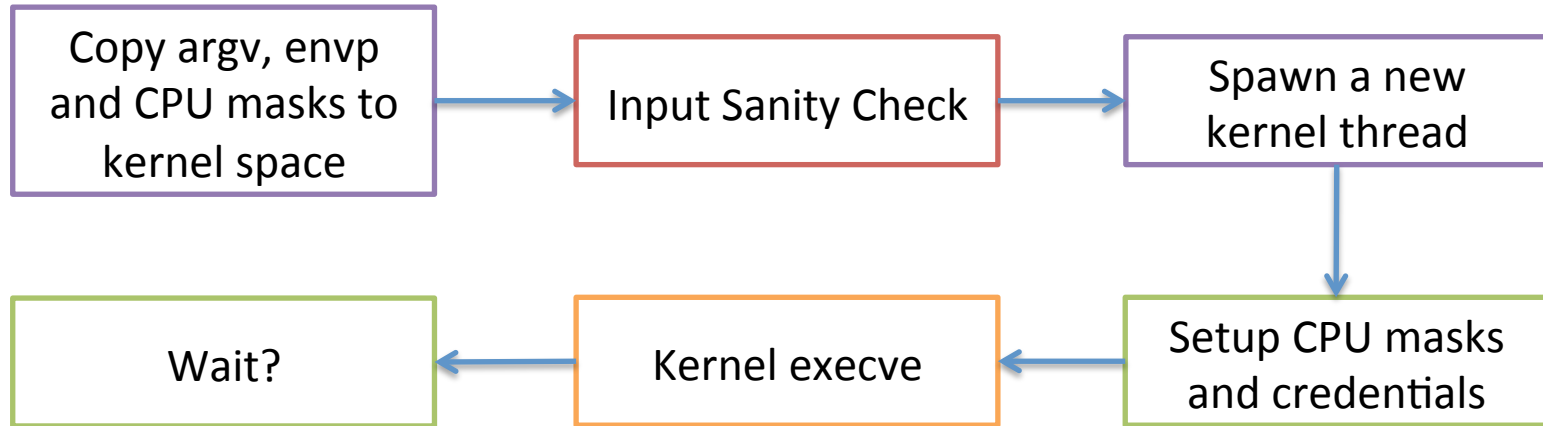 Copy argv, envp
and CPU masks to
kernel space
Input Sanity Check
Spawn a new
kernel thread
Setup CPU masks
and credentials
Kernel execve
Wait?